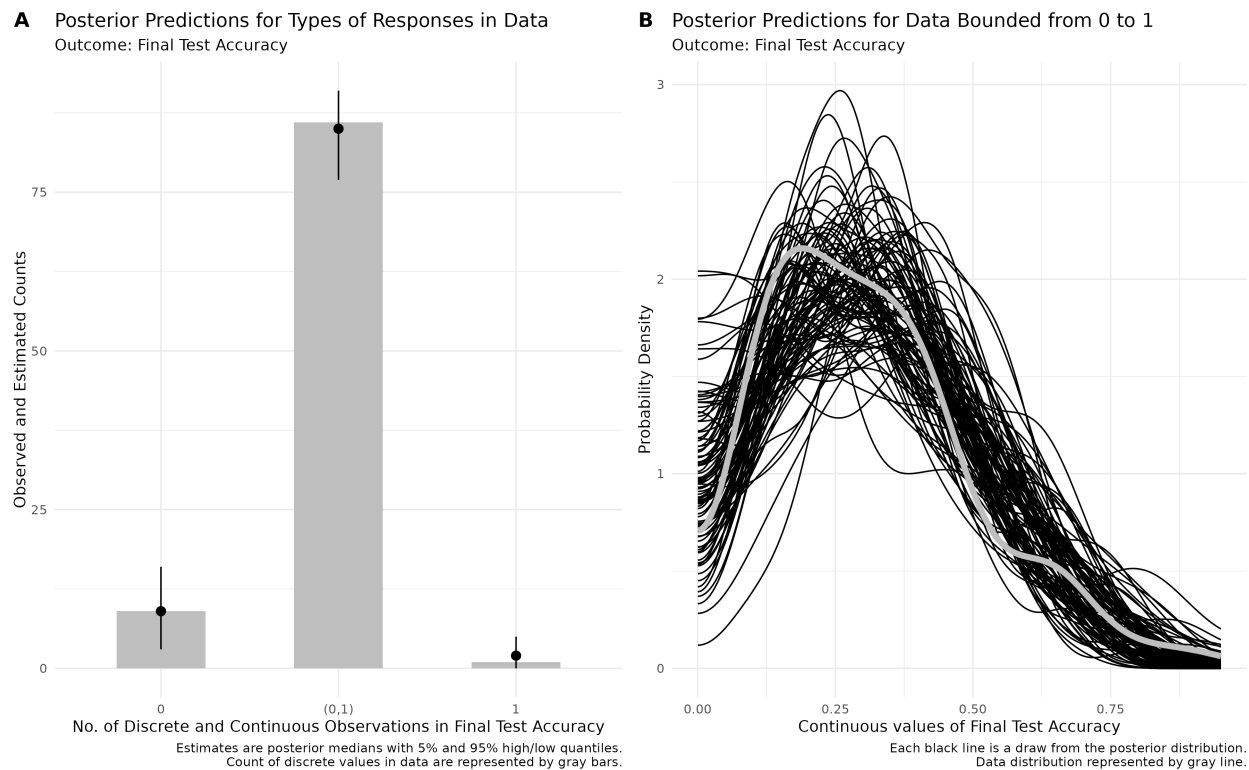 A Posterior Predictions for Types of Responses in Data
Outcome: Final Test Accuracy
Observed and Estimated Counts
75
50
25
0
0 (0,1) 1
No. of Discrete and Continuous Observations in Final Test Accuracy
Estimates are posterior medians with 5% and 95% high/low quantiles.
Count of discrete values in data are represented by gray bars.
B Posterior Predictions for Data Bounded from 0 to 1
Outcome: Final Test Accuracy
Probability Density
3
2
1
0
0.00 0.25 0.50 0.75
Continuous values of Final Test Accuracy
Each black line is a draw from the posterior distribution.
Data distribution represented by gray line.